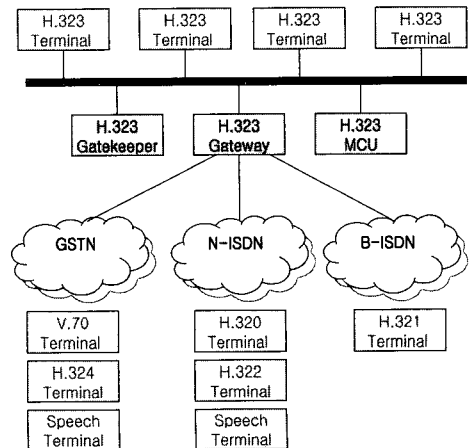 H.323
Terminal
H.323
Terminal
H.323
Terminal
H.323
Terminal
H.323
Gatekeeper
H.323
Gateway
H.323
MCU
GSTN
N-ISDN
B-ISDN
V.70
Terminal
H.320
Terminal
H.321
Terminal
H.324
Terminal
H.322
Terminal
Speech
Terminal
Speech
Terminal